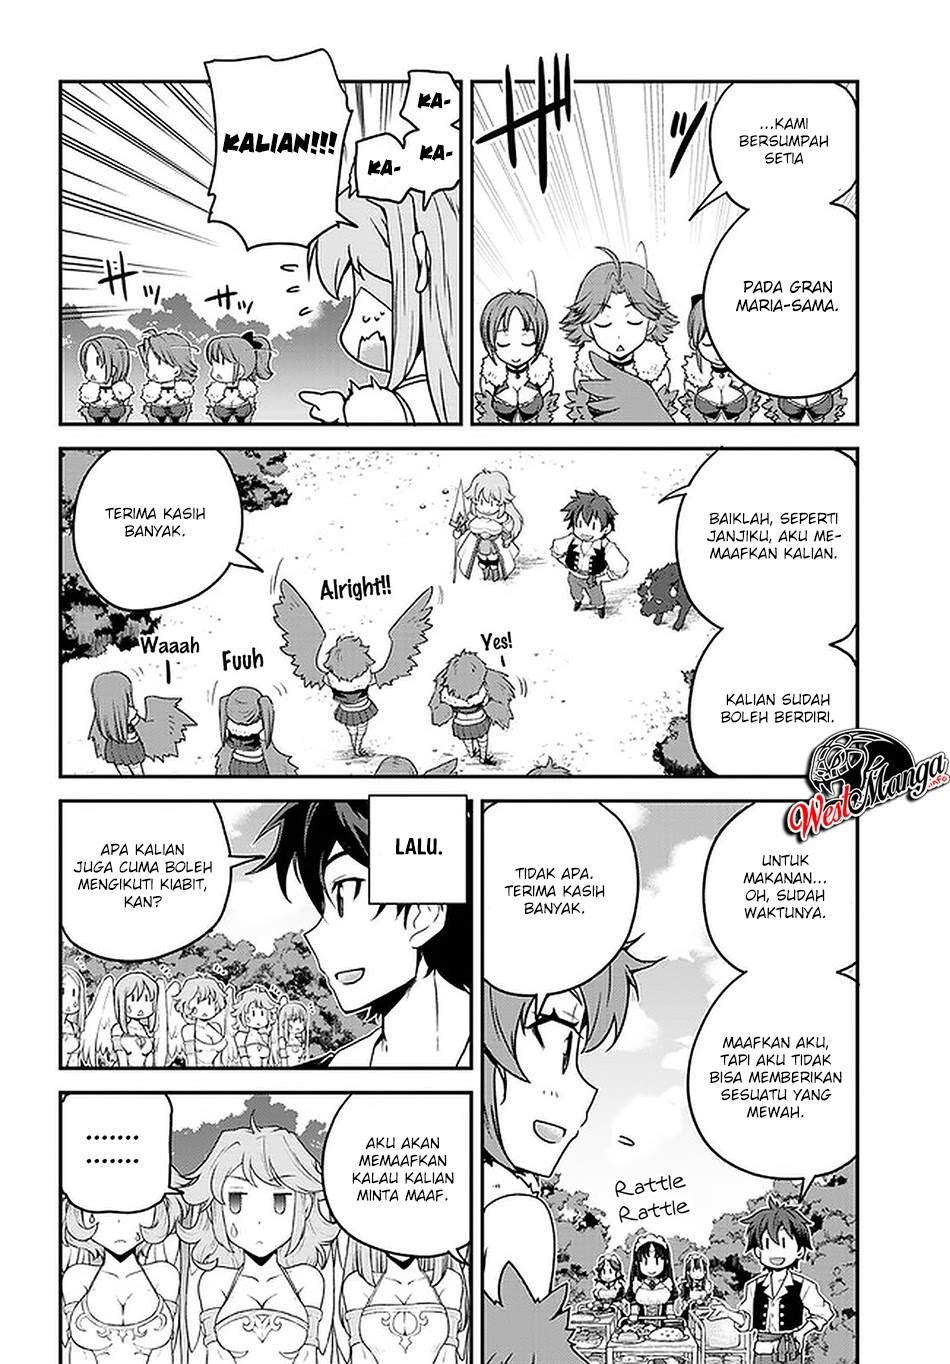 ...KAMI
BERSUMPAH
SETIA
PADA GRAN
MARIA-SAMA.
KA-
KA-
KA-
KALIAN!!!
BAIKLAH, SEPERTI
JANJIKU, AKU ME-
MAAFKAN KALIAN.
KALIAN SUDAH
BOLEH BERDIRI.
TERIMA KASIH
BANYAK.
Alright!!
Yes!
Waaah
Fuuh
WestManga
.info
UNTUK
MAKANAN...
OH, SUDAH
WAKTUNYA.
TIDAK APA.
TERIMA KASIH
BANYAK.
MAAFKAN AKU,
TAPI AKU TIDAK
BISA MEMBERIKAN
SESUATU YANG
MEWAH.
Rattle
Rattle
LALU.
APA KALIAN
JUGA CUMA BOLEH
MENGIKUTI KIABIT,
KAN?
AKU AKAN
MEMAAFKAN
KALAU KALIAN
MINTA MAAF.
........
........